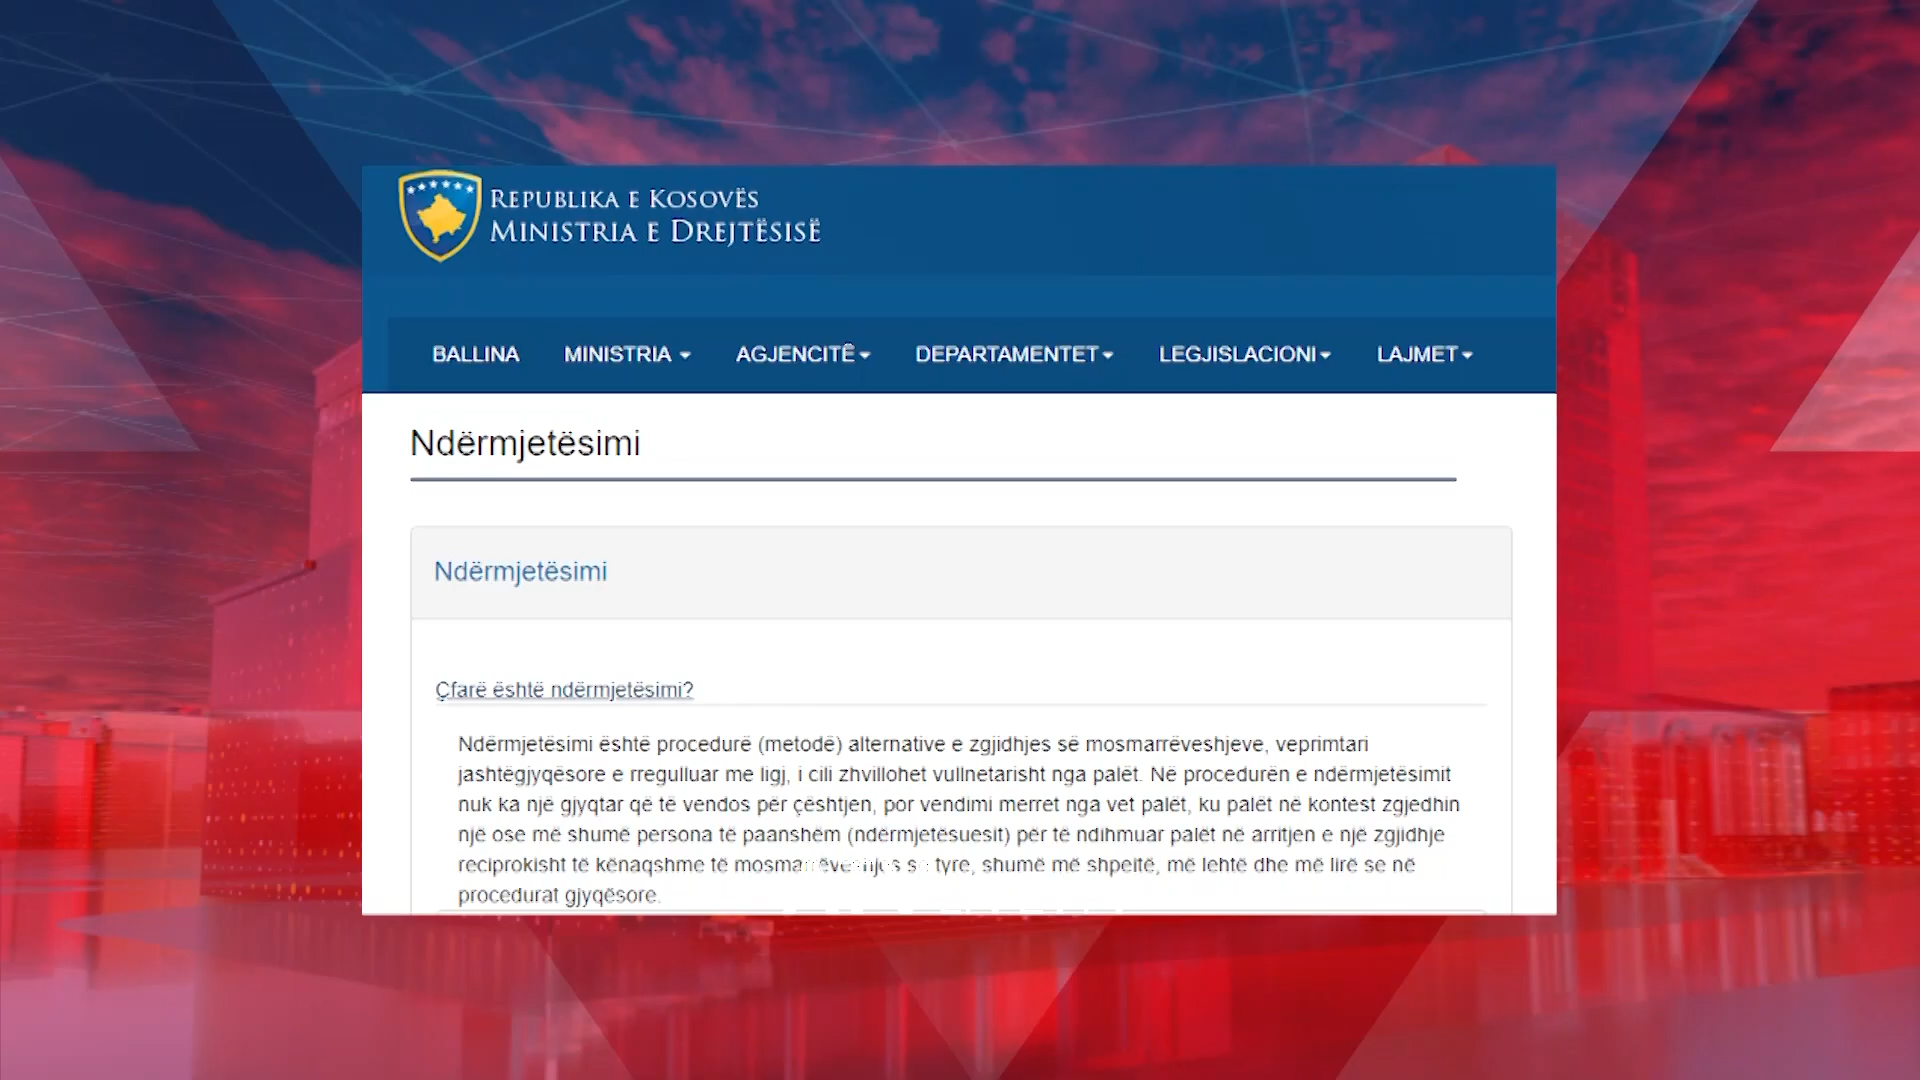 REPUBLIKA E KOSOVËS
MINISTRIA E DREJTËSISË
BALLINA MINISTRIA AGJENCITË DEPARTAMENTET LEGJISLACIONI LAJMET
Ndërmjetësimi
Ndërmjetësimi
Çfarë është ndërmjetësimi?
Ndërmjetësimi është procedurë (metodë) alternative e zgjidhjes së mosmarrëveshjeve, veprimtari
jashtëgjyqësore e rregulluar me ligj, i cili zhvillohet vullnetarisht nga palët. Në procedurën e ndërmjetësimit
nuk ka një gjyqtar që të vendos për çështjen, por vendimi merret nga vet palët, ku palët në kontest zgjedhin
një ose më shumë persona të paanshëm (ndërmjetësuesit) për të ndihmuar palët në arritjen e një zgjidhje
reciprokisht të kënaqshme të mosmarrëveshjes së tyre, shumë më shpejtë, më lehtë dhe më lirë se në
procedurat gjyqësore.